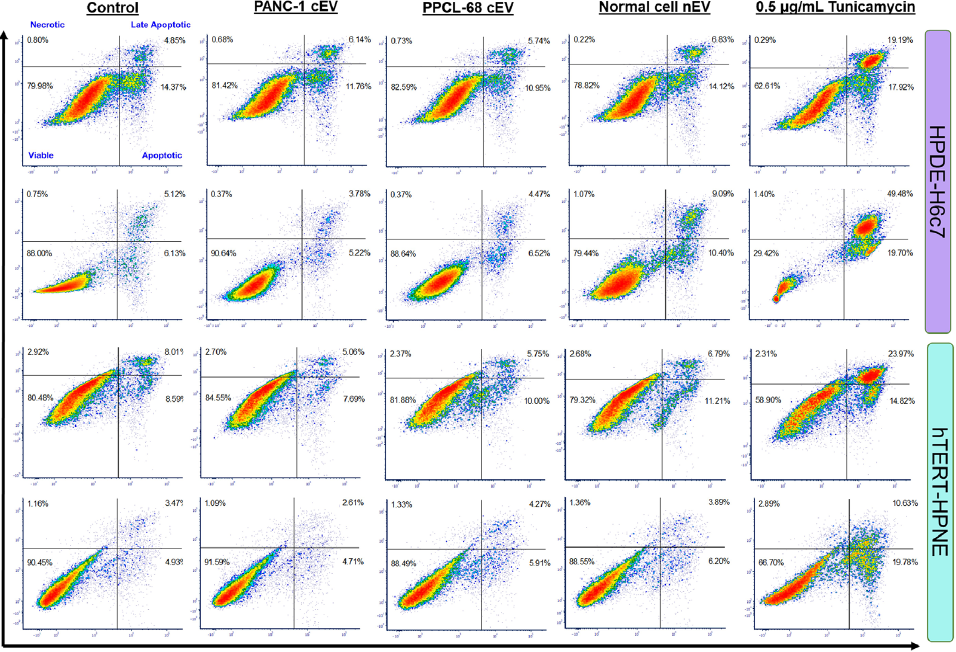 Control PANC-1 cEV PPCL-68 cEV Normal cell nEV 0.5 µg/mL Tunicamycin
Necrotic Late Apoptotic
0.80% 4.85% 0.68% 6.14% 0.73% 5.74% 0.22% 6.83% 0.29% 19.19%
79.98% 14.37% 81.42% 11.76% 82.59% 10.95% 78.82% 14.12% 62.61% 17.92%
Viable Apoptotic
HPDE-H6c7
0.75% 5.12% 0.37% 3.78% 0.37% 4.47% 1.07% 9.09% 1.40% 49.48%
88.00% 6.13% 90.64% 5.22% 88.64% 6.52% 79.44% 10.40% 29.42% 19.70%
2.92% 8.01% 2.70% 5.06% 2.37% 5.75% 2.68% 6.79% 2.31% 23.97%
80.48% 8.59% 84.55% 7.69% 81.88% 10.00% 79.32% 11.21% 58.90% 14.82%
hTERT-HPNE
1.16% 3.47% 1.09% 2.61% 1.33% 4.27% 1.36% 3.89% 2.89% 10.63%
90.45% 4.93% 91.59% 4.71% 88.49% 5.91% 88.55% 6.20% 66.70% 19.78%